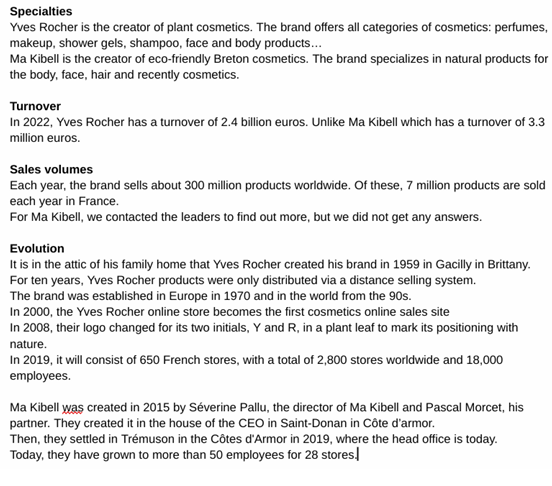 Specialties
Yves Rocher is the creator of plant cosmetics. The brand offers all categories of cosmetics: perfumes,
makeup, shower gels, shampoo, face and body products…
Ma Kibell is the creator of eco-friendly Breton cosmetics. The brand specializes in natural products for
the body, face, hair and recently cosmetics.
Turnover
In 2022, Yves Rocher has a turnover of 2.4 billion euros. Unlike Ma Kibell which has a turnover of 3.3
million euros.
Sales volumes
Each year, the brand sells about 300 million products worldwide. Of these, 7 million products are sold
each year in France.
For Ma Kibell, we contacted the leaders to find out more, but we did not get any answers.
Evolution
It is in the attic of his family home that Yves Rocher created his brand in 1959 in Gacilly in Brittany.
For ten years, Yves Rocher products were only distributed via a distance selling system.
The brand was established in Europe in 1970 and in the world from the 90s.
In 2000, the Yves Rocher online store becomes the first cosmetics online sales site
In 2008, their logo changed for its two initials, Y and R, in a plant leaf to mark its positioning with
nature.
In 2019, it will consist of 650 French stores, with a total of 2,800 stores worldwide and 18,000
employees.
Ma Kibell was created in 2015 by Séverine Pallu, the director of Ma Kibell and Pascal Morcet, his
partner. They created it in the house of the CEO in Saint-Donan in Côte d'armor.
Then, they settled in Trémuson in the Côtes d'Armor in 2019, where the head office is today.
Today, they have grown to more than 50 employees for 28 stores.